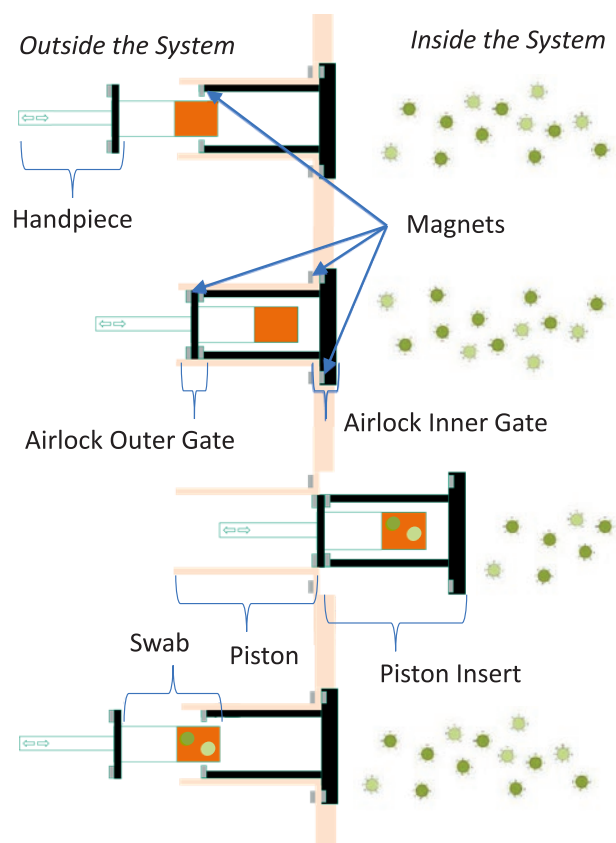 Outside the System
Inside the System
Handpiece
Magnets
Airlock Outer Gate
Airlock Inner Gate
Swab
Piston
Piston Insert